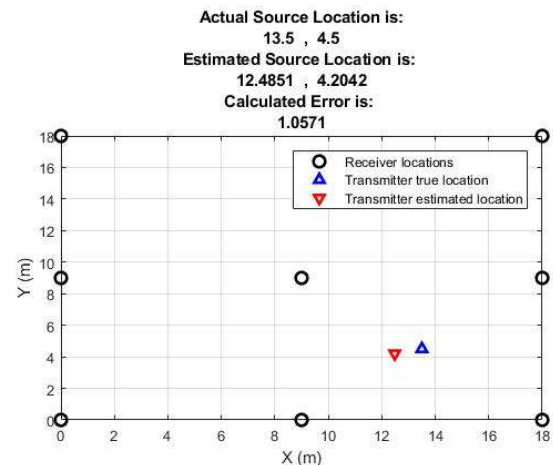 Actual Source Location is:
13.5 , 4.5
Estimated Source Location is:
12.4851 , 4.2042
Calculated Error is:
1.0571
Receiver locations
Transmitter true location
Transmitter estimated location
18
16
14
12
10
8
6
4
2
0
Y (m)
0 2 4 6 8 10 12 14 16 18
X (m)